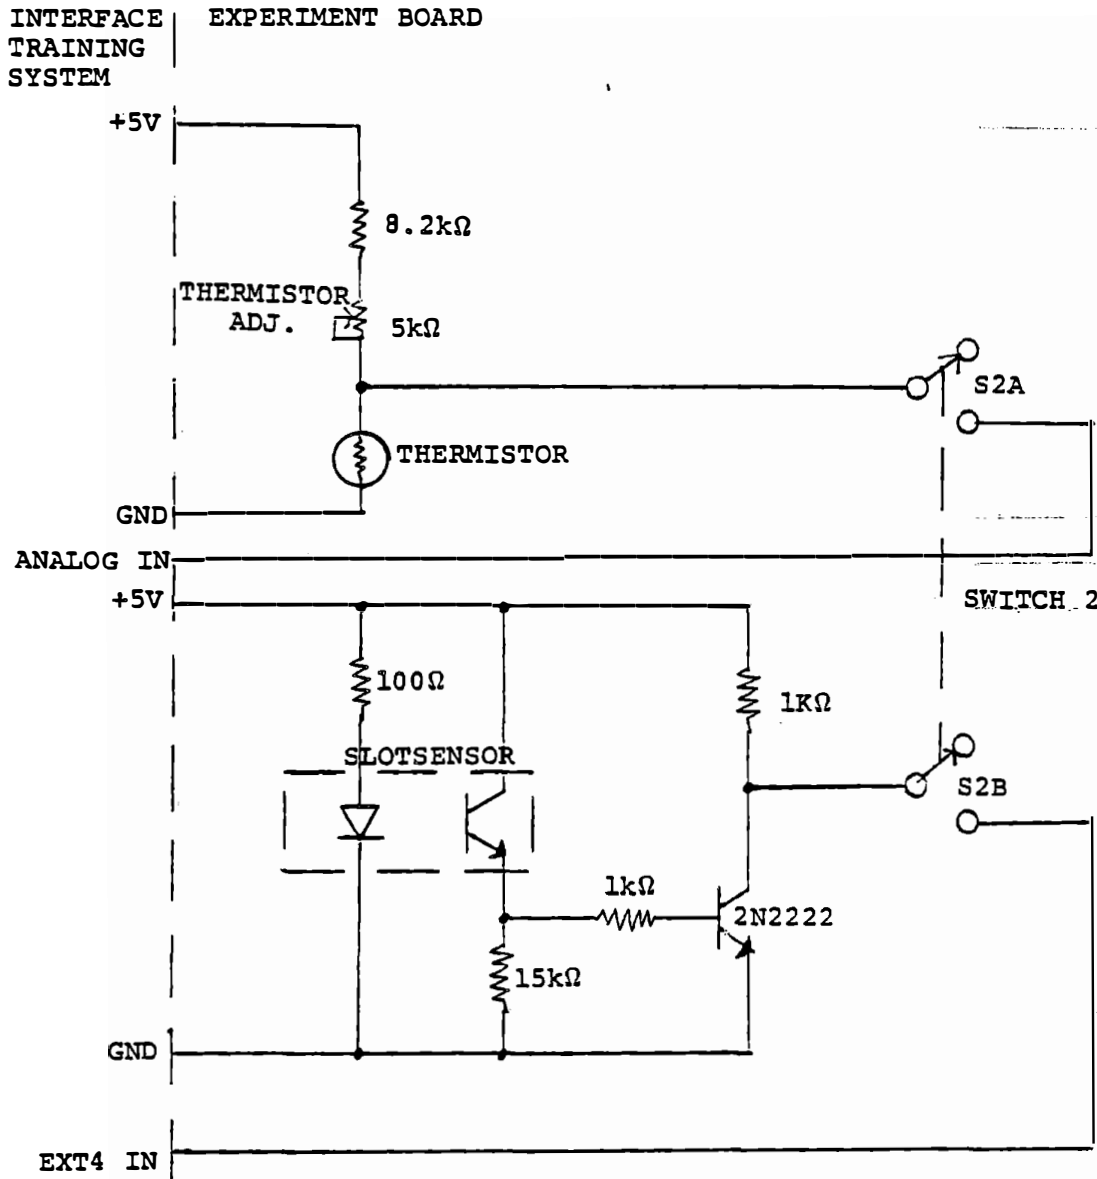 INTERFACE
TRAINING
SYSTEM
EXPERIMENT BOARD
+5V
8.2kΩ
THERMISTOR
ADJ.
5kΩ
S2A
THERMISTOR
GND
ANALOG IN
+5V
SWITCH 2
100Ω
1KΩ
SLOTSENSOR
S2B
1kΩ
2N2222
15kΩ
GND
EXT4 IN